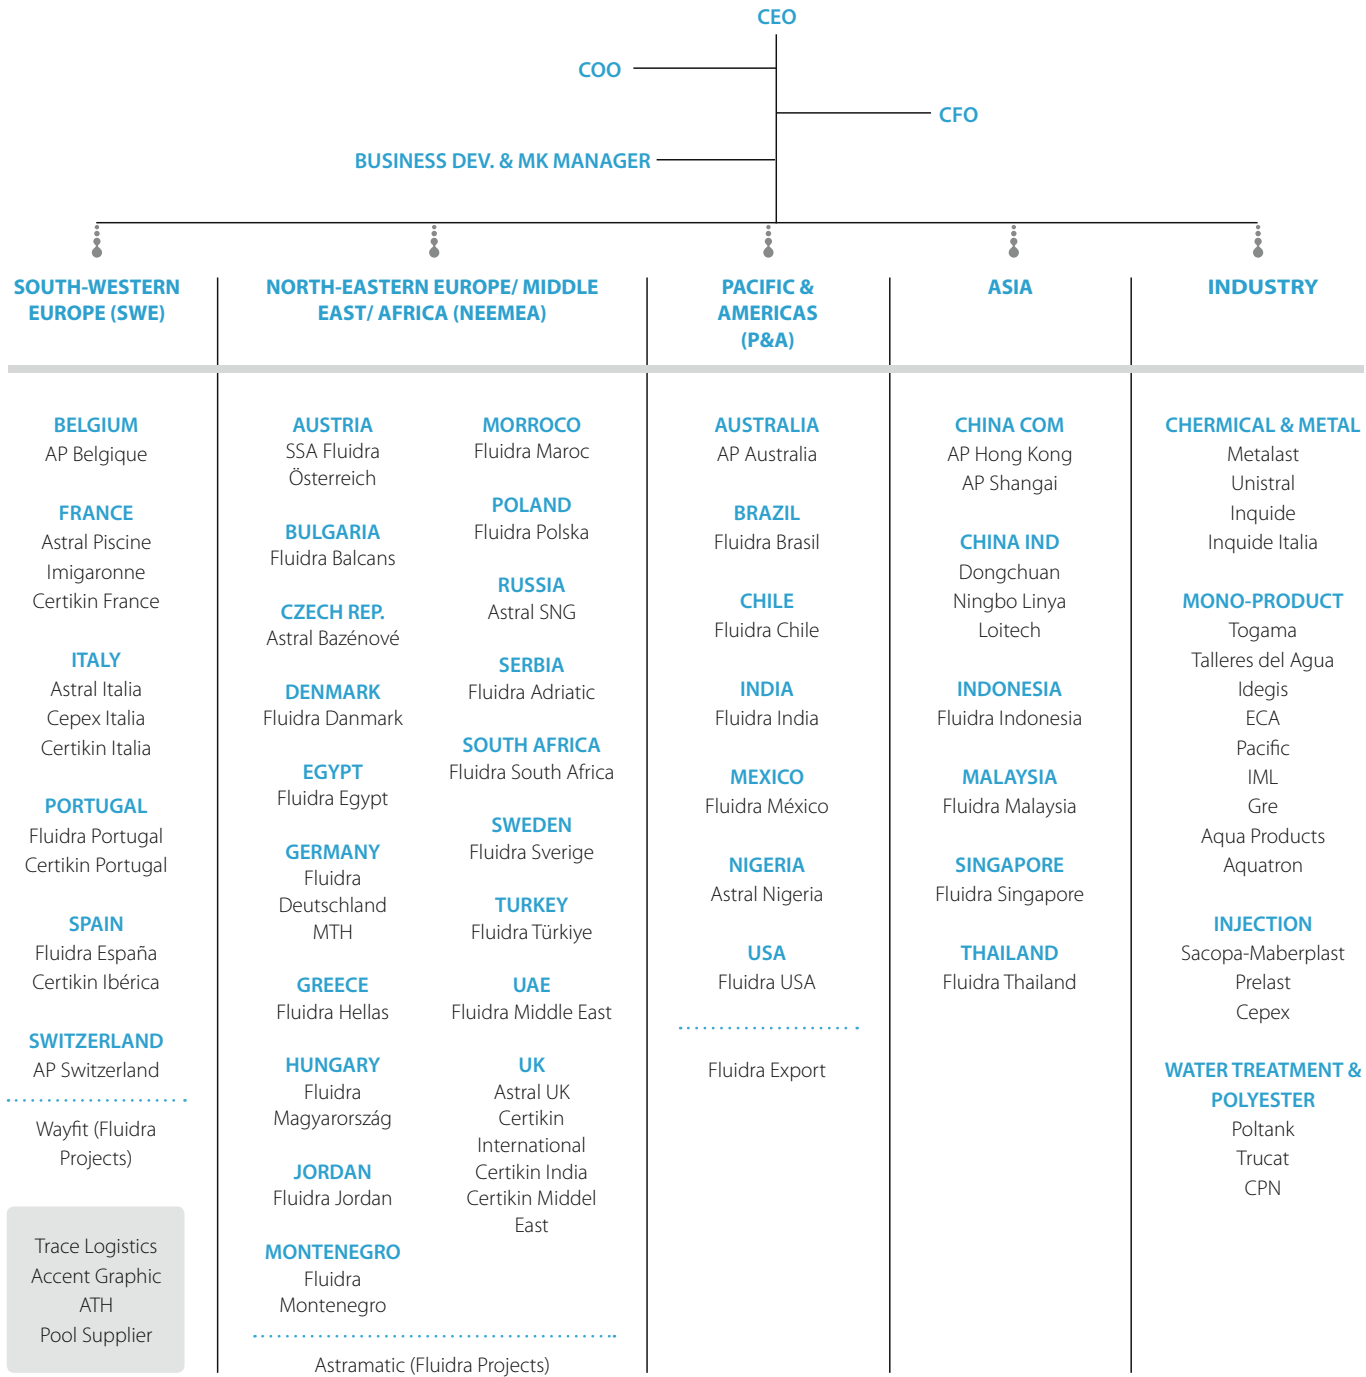 CEO
COO
CFO
BUSINESS DEV. & MK MANAGER
SOUTH-WESTERN
EUROPE (SWE)
NORTH-EASTERN EUROPE/ MIDDLE
EAST/ AFRICA (NEEMEA)
PACIFIC &
AMERICAS
(P&A)
ASIA
INDUSTRY
BELGIUM
AP Belgique
FRANCE
Astral Piscine
Imigaronne
Certikin France
ITALY
Astral Italia
Cepex Italia
Certikin Italia
PORTUGAL
Fluidra Portugal
Certikin Portugal
SPAIN
Fluidra España
Certikin Ibérica
SWITZERLAND
AP Switzerland
Wayfit (Fluidra
Projects)
Trace Logistics
Accent Graphic
ATH
Pool Supplier
AUSTRIA
SSA Fluidra
Österreich
BULGARIA
Fluidra Balcans
CZECH REP.
Astral Bazénové
DENMARK
Fluidra Danmark
EGYPT
Fluidra Egypt
GERMANY
Fluidra
Deutschland
MTH
GREECE
Fluidra Hellas
HUNGARY
Fluidra
Magyarország
JORDAN
Fluidra Jordan
MONTENEGRO
Fluidra
Montenegro
MORROCO
Fluidra Maroc
POLAND
Fluidra Polska
RUSSIA
Astral SNG
SERBIA
Fluidra Adriatic
SOUTH AFRICA
Fluidra South Africa
SWEDEN
Fluidra Sverige
TURKEY
Fluidra Türkiye
UAE
Fluidra Middle East
UK
Astral UK
Certikin
International
Certikin India
Certikin Middel
East
Astramatic (Fluidra Projects)
AUSTRALIA
AP Australia
BRAZIL
Fluidra Brasil
CHILE
Fluidra Chile
INDIA
Fluidra India
MEXICO
Fluidra México
NIGERIA
Astral Nigeria
USA
Fluidra USA
Fluidra Export
CHINA COM
AP Hong Kong
AP Shangai
CHINA IND
Dongchuan
Ningbo Linya
Loitech
INDONESIA
Fluidra Indonesia
MALAYSIA
Fluidra Malaysia
SINGAPORE
Fluidra Singapore
THAILAND
Fluidra Thailand
CHERMICAL & METAL
Metalast
Unistral
Inquide
Inquide Italia
MONO-PRODUCT
Togama
Talleres del Agua
Idegis
ECA
Pacific
IML
Gre
Aqua Products
Aquatron
INJECTION
Sacopa-Maberplast
Prelast
Cepex
WATER TREATMENT &
POLYESTER
Poltank
Trucat
CPN